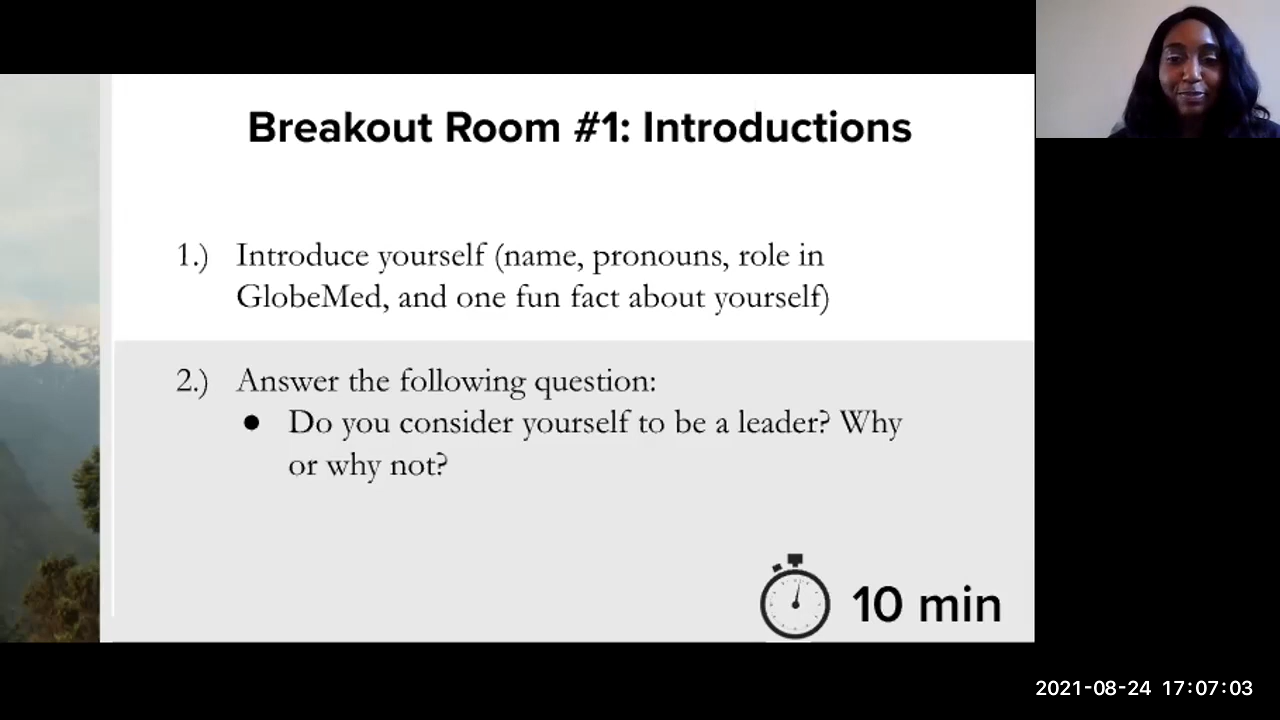 Breakout Room #1: Introductions
1.) Introduce yourself (name, pronouns, role in
GlobeMed, and one fun fact about yourself)
2.) Answer the following question:
● Do you consider yourself to be a leader? Why
or why not?
10 min
2021-08-24 17:07:03